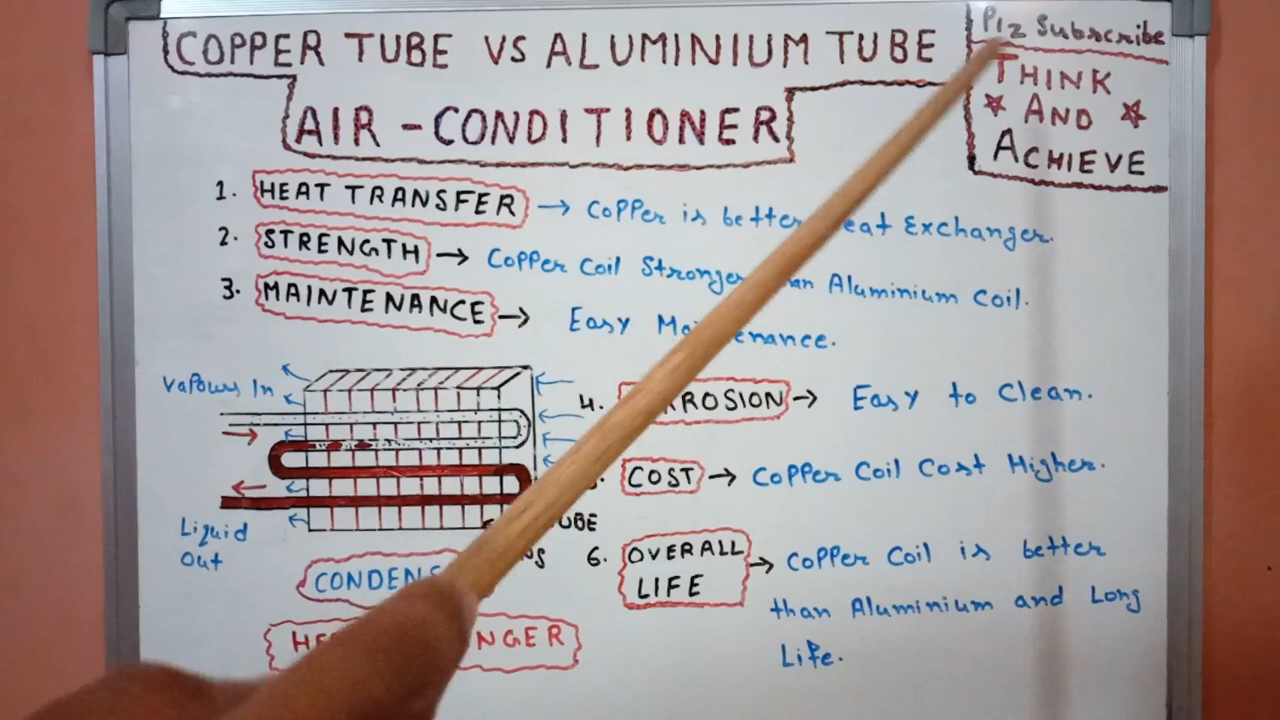 COPPER TUBE VS ALUMINIUM TUBE
AIR-CONDITIONER
Plz Subscribe
THINK
AND
ACHIEVE
1. HEAT TRANSFER → Copper is better Exchanger.
2. STRENGTH → Copper Coil Stronger Aluminium Coil.
3. MAINTENANCE → Easy
4. → Easy to Clean.
COST → Copper Coil Cost Higher.
6. OVERALL LIFE → Copper Coil is better
than Aluminium and Long
Life.
Vapours In
Liquid
Out